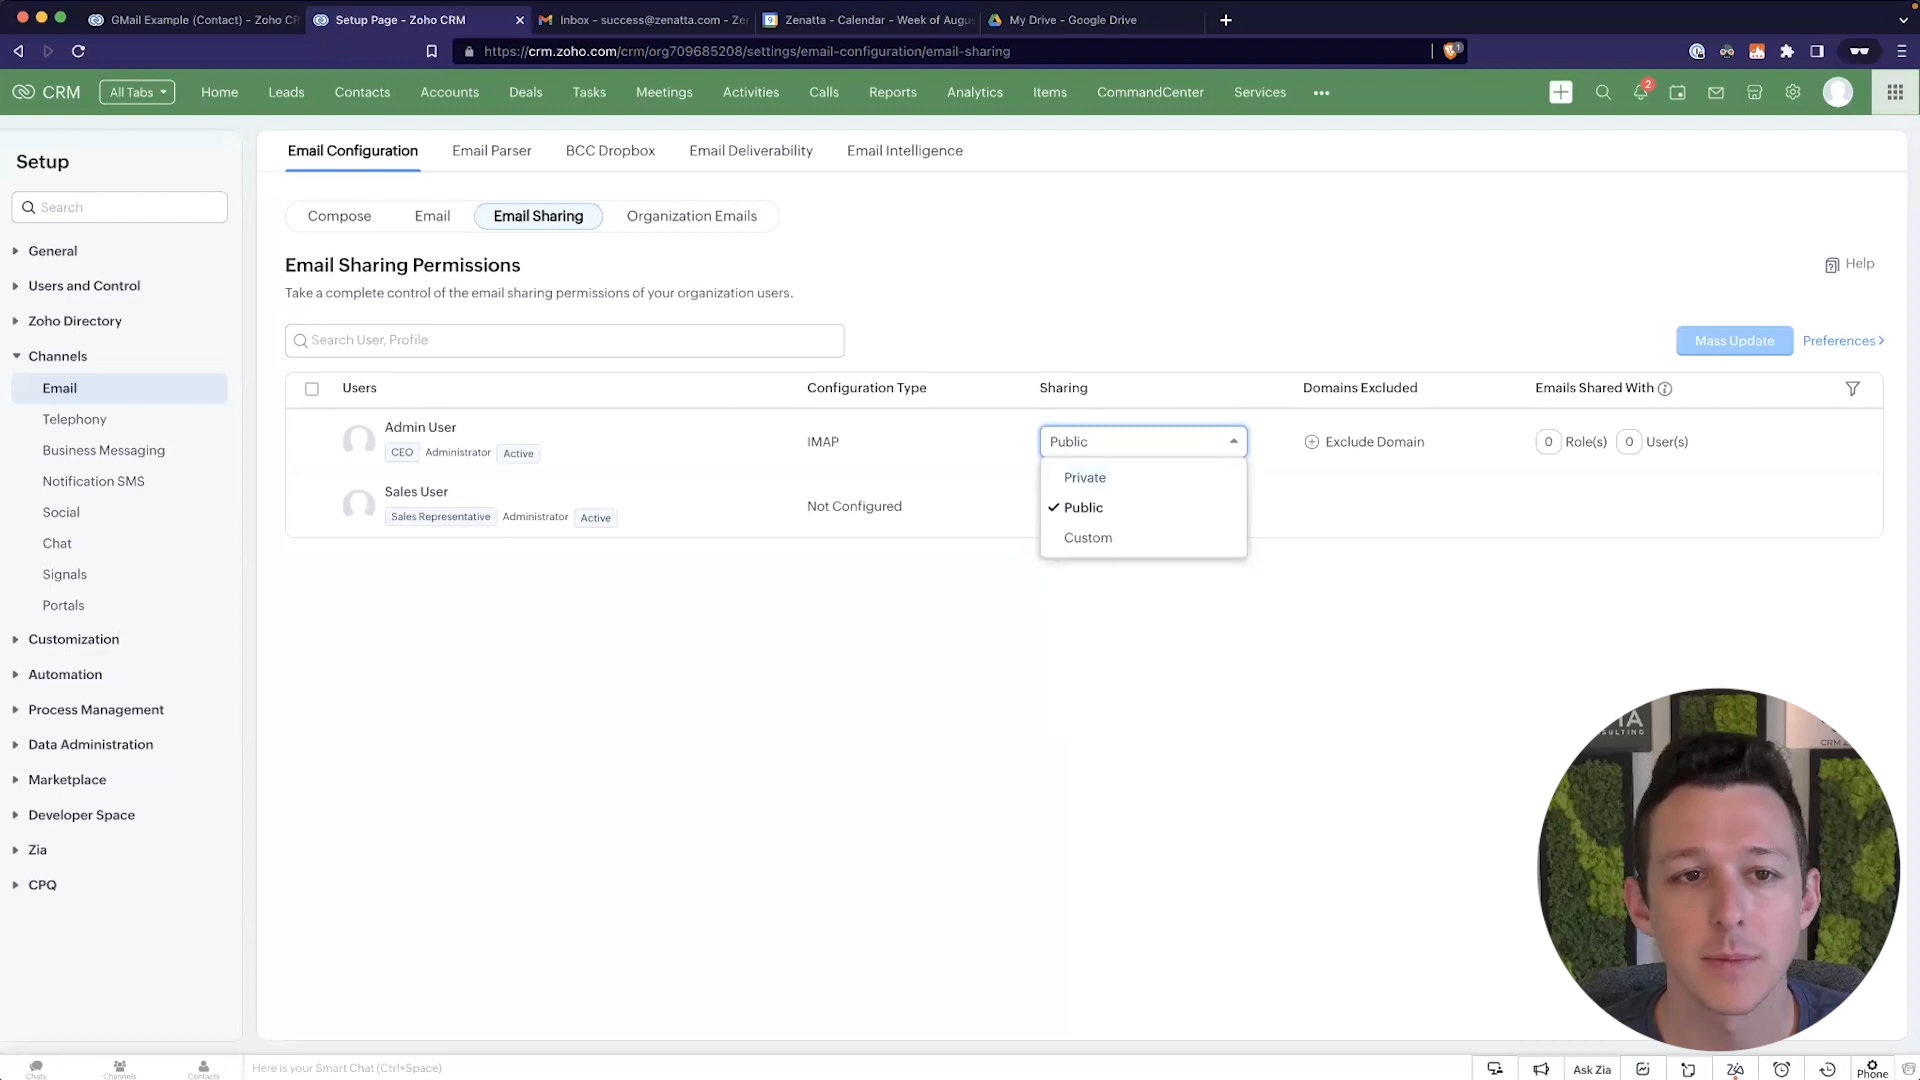 GMail Example (Contact) - Zoho CR
Setup Page - Zoho CRM
Inbox - success@zenatta.com - Zer
Zenatta - Calendar - Week of Augu
My Drive - Google Drive
https://crm.zoho.com/crm/org709685208/settings/email-configuration/email-sharing
1
CRM
All Tabs
Home
Leads
Contacts
Accounts
Deals
Tasks
Meetings
Activities
Calls
Reports
Analytics
Items
CommandCenter
Services
2
Setup
Search
General
Users and Control
Zoho Directory
Channels
Email
Telephony
Business Messaging
Notification SMS
Social
Chat
Signals
Portals
Customization
Automation
Process Management
Data Administration
Marketplace
Developer Space
Zia
CPQ
Email Configuration
Email Parser
BCC Dropbox
Email Deliverability
Email Intelligence
Compose
Email
Email Sharing
Organization Emails
Email Sharing Permissions
Help
Take a complete control of the email sharing permissions of your organization users.
Search User, Profile
Mass Update
Preferences
Users
Configuration Type
Sharing
Domains Excluded
Emails Shared With
Admin User
CEO Administrator Active
IMAP
Public
Exclude Domain
0 Role(s) 0 User(s)
Private
Public
Custom
Sales User
Sales Representative Administrator Active
Not Configured
Chats
Channels
Contacts
Here is your Smart Chat (Ctrl+Space)
Ask Zia
Phone